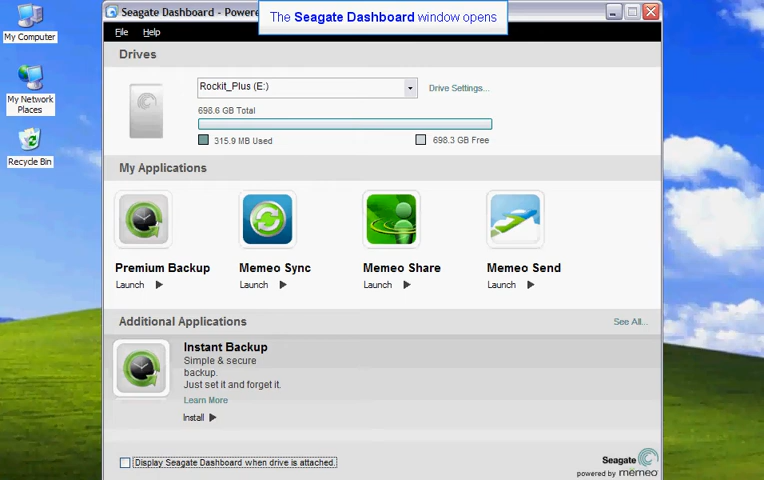 Seagate Dashboard - Powe
The Seagate Dashboard window opens
My Computer
My Network
Places
Recycle Bin
File Help
Drives
Rockit_Plus (E:)
Drive Settings...
698.6 GB Total
315.9 MB Used
698.3 GB Free
My Applications
Premium Backup
Memeo Sync
Memeo Share
Memeo Send
Launch
Launch
Launch
Launch
Additional Applications
See All...
Instant Backup
Simple & secure
backup.
Just set it and forget it.
Learn More
Install
Display Seagate Dashboard when drive is attached.
Seagate
powered by memeo